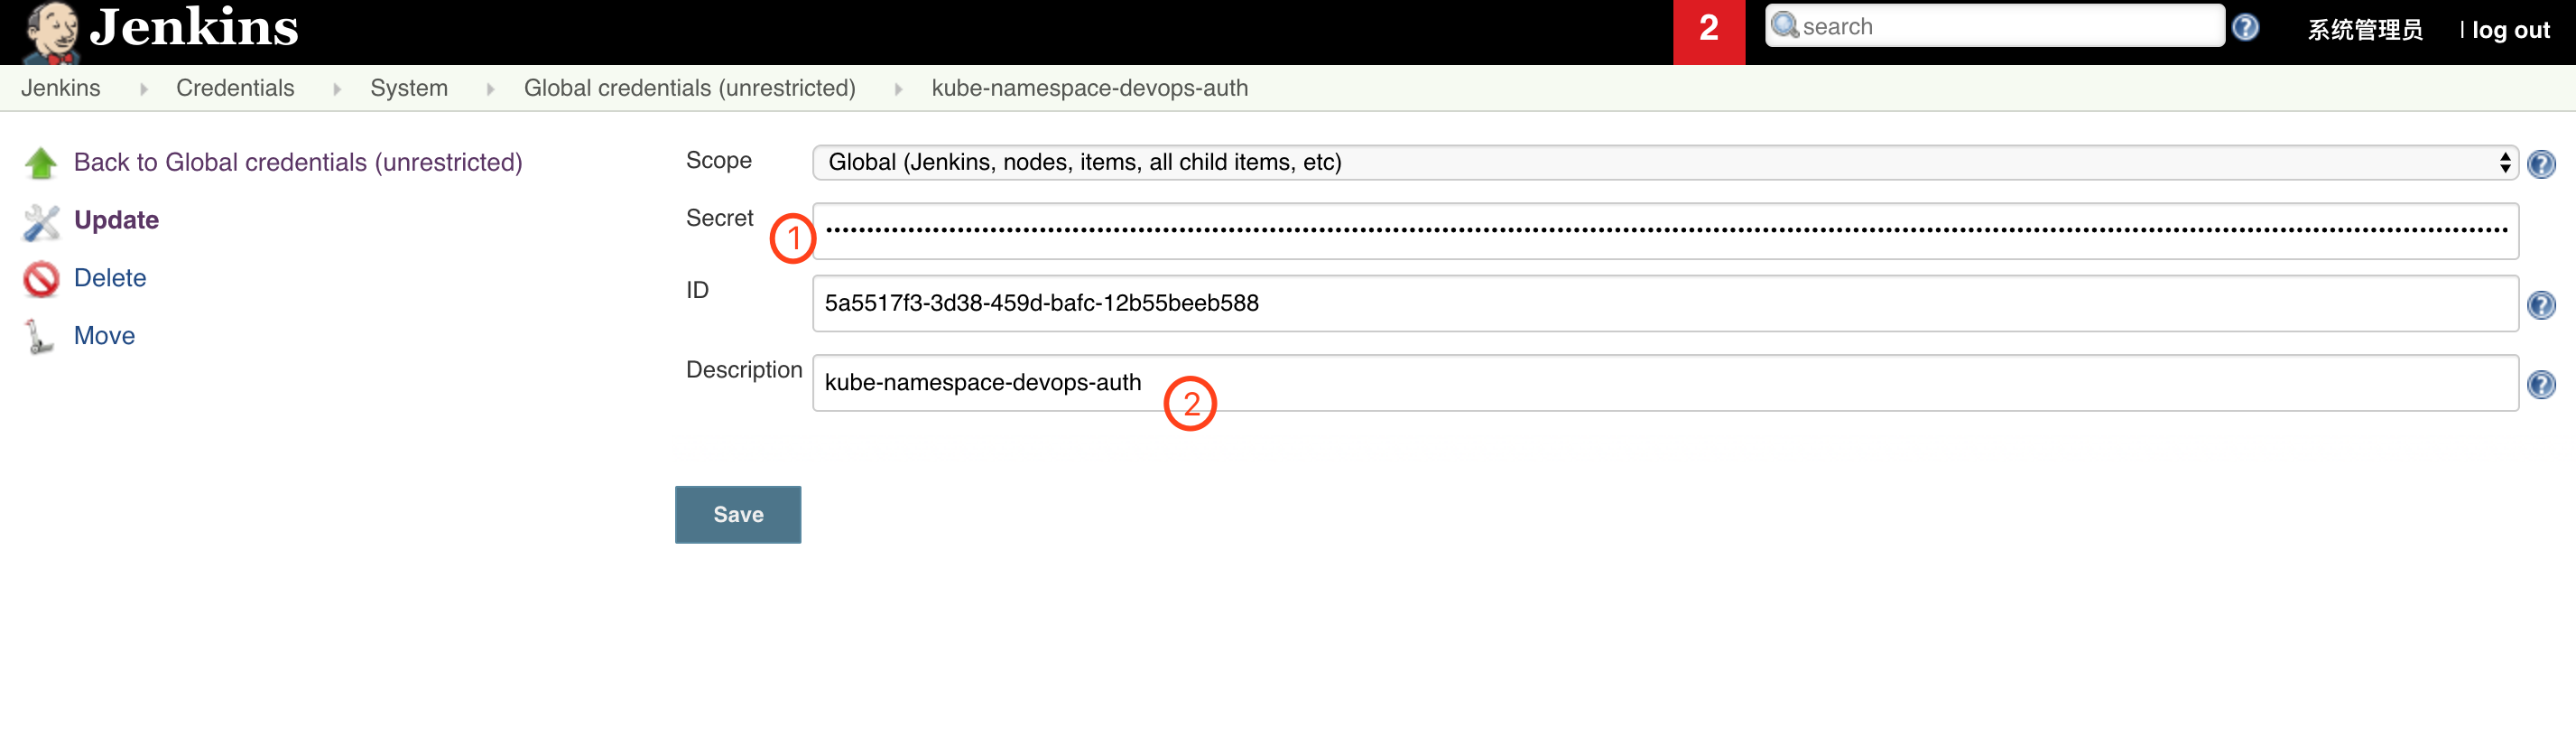 Jenkins
2
search
系统管理员
| log out
Jenkins
Credentials
System
Global credentials (unrestricted)
kube-namespace-devops-auth
Back to Global credentials (unrestricted)
Update
Delete
Move
Scope
Global (Jenkins, nodes, items, all child items, etc)
Secret
1
ID
5a5517f3-3d38-459d-bafc-12b55beeb588
Description
kube-namespace-devops-auth
2
Save